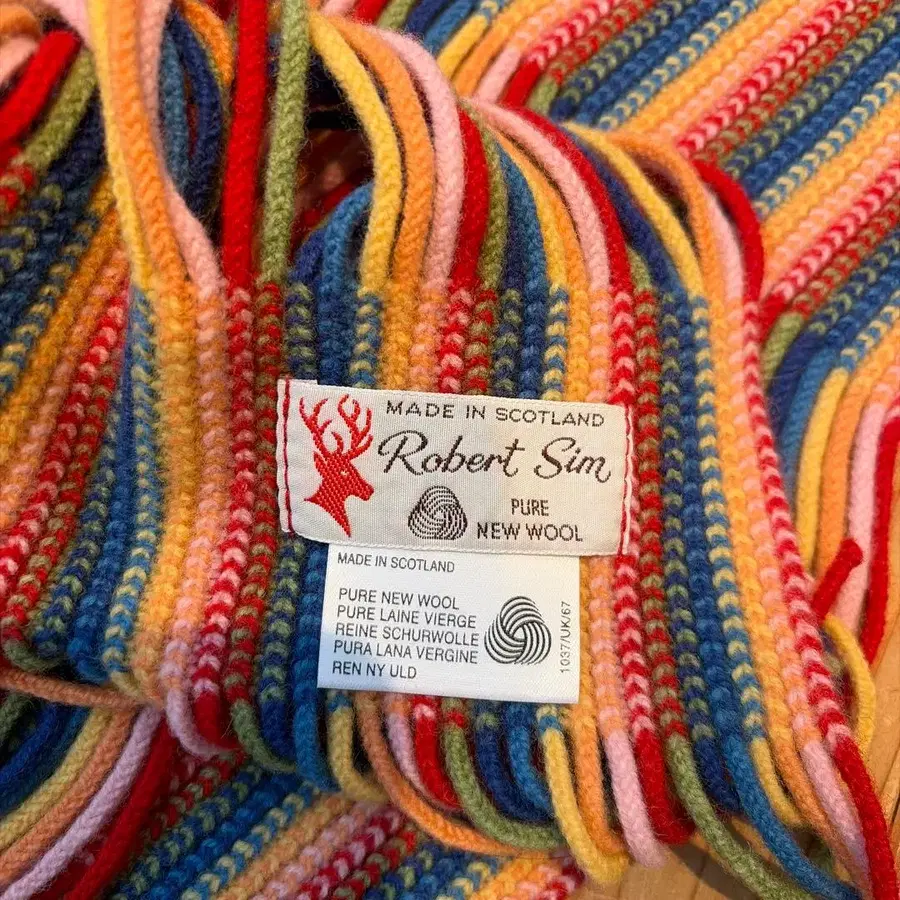 MADE IN SCOTLAND
Robert Sim
PURE
NEW WOOL
MADE IN SCOTLAND
PURE NEW WOOL
PURE LAINE VIERGE
REINE SCHURWOLLE
PURA LANA VERGINE
REN NY ULD
1037/UK/67